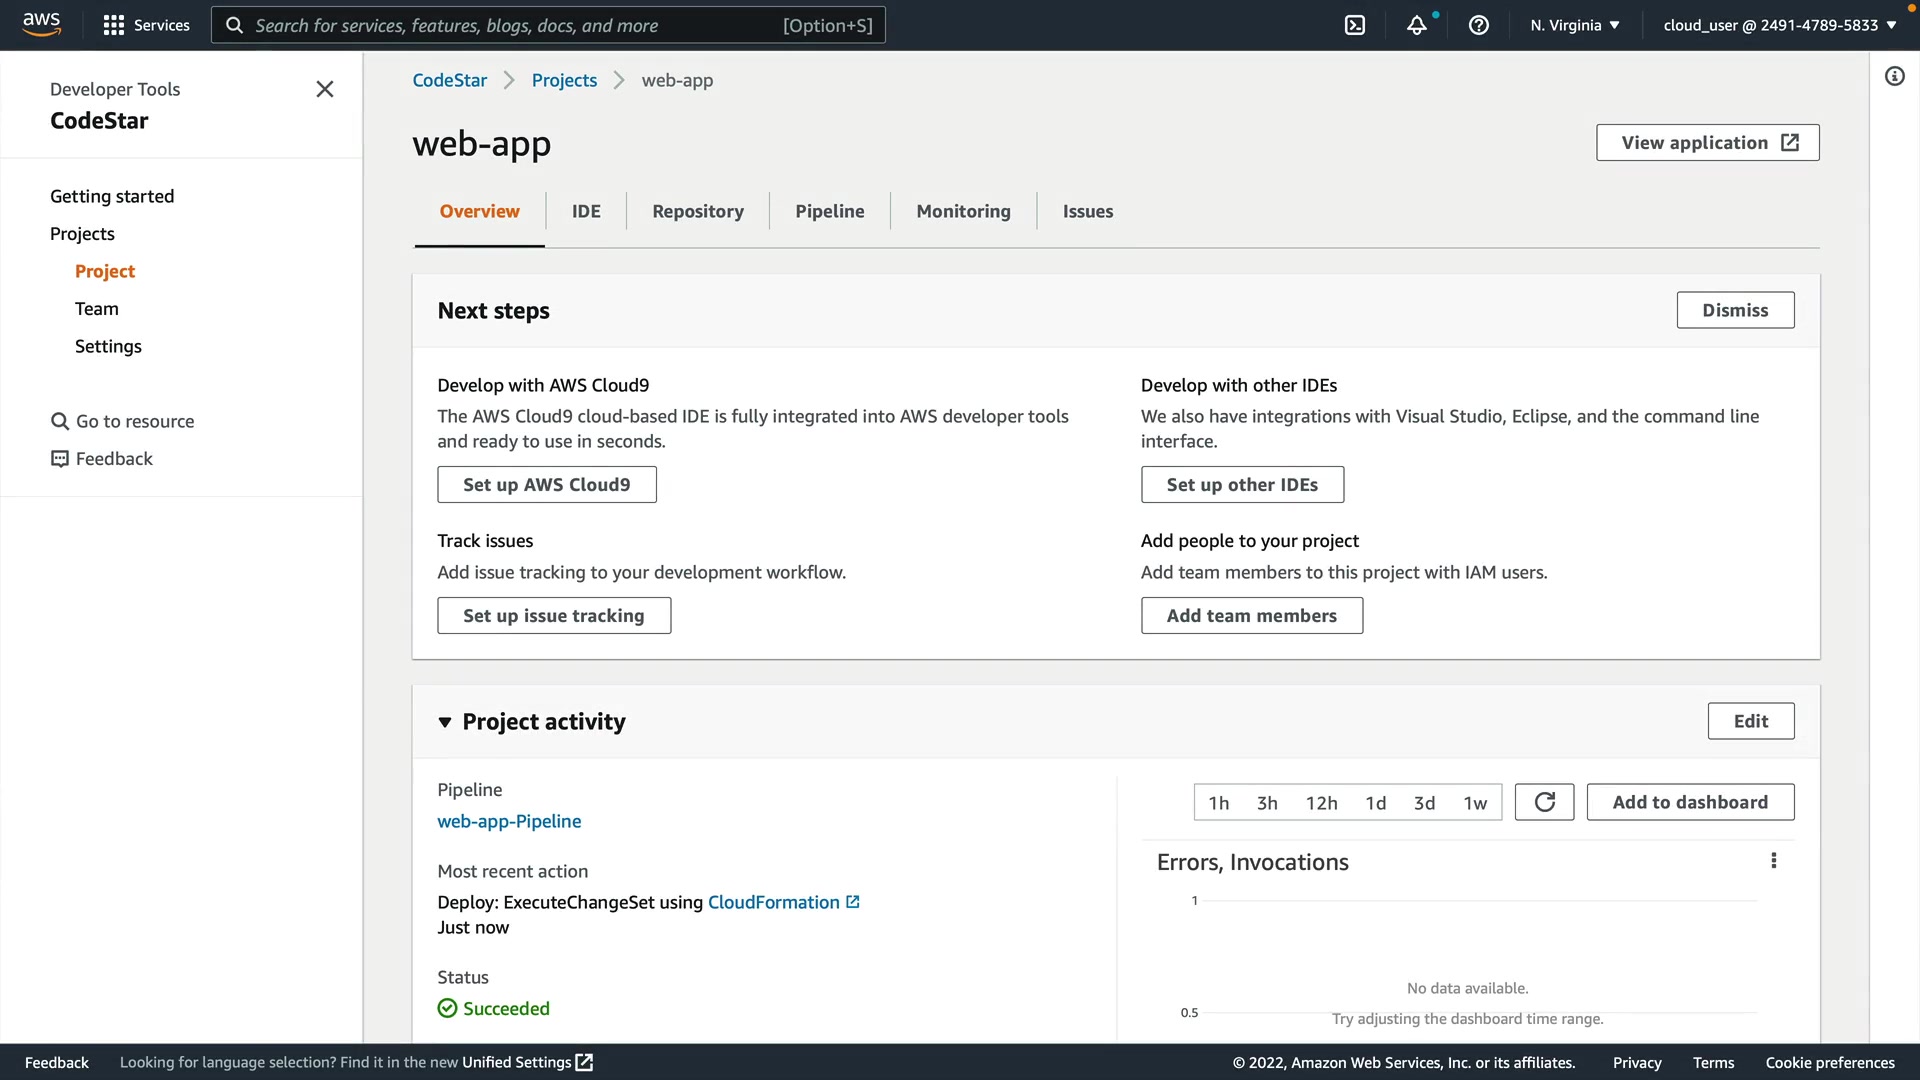 aws
Services
Search for services, features, blogs, docs, and more
[Option+S]
N. Virginia
cloud_user @ 2491-4789-5833
Developer Tools
CodeStar
Getting started
Projects
Project
Team
Settings
Go to resource
Feedback
CodeStar
Projects
web-app
web-app
View application
Overview
IDE
Repository
Pipeline
Monitoring
Issues
Next steps
Dismiss
Develop with AWS Cloud9
The AWS Cloud9 cloud-based IDE is fully integrated into AWS developer tools
and ready to use in seconds.
Set up AWS Cloud9
Develop with other IDEs
We also have integrations with Visual Studio, Eclipse, and the command line
interface.
Set up other IDEs
Track issues
Add issue tracking to your development workflow.
Set up issue tracking
Add people to your project
Add team members to this project with IAM users.
Add team members
Project activity
Edit
Pipeline
web-app-Pipeline
Most recent action
Deploy: ExecuteChangeSet using CloudFormation
Just now
Status
Succeeded
1h 3h 12h 1d 3d 1w
Add to dashboard
Errors, Invocations
1
No data available.
0.5
Try adjusting the dashboard time range.
Feedback
Looking for language selection? Find it in the new Unified Settings
© 2022, Amazon Web Services, Inc. or its affiliates.
Privacy
Terms
Cookie preferences